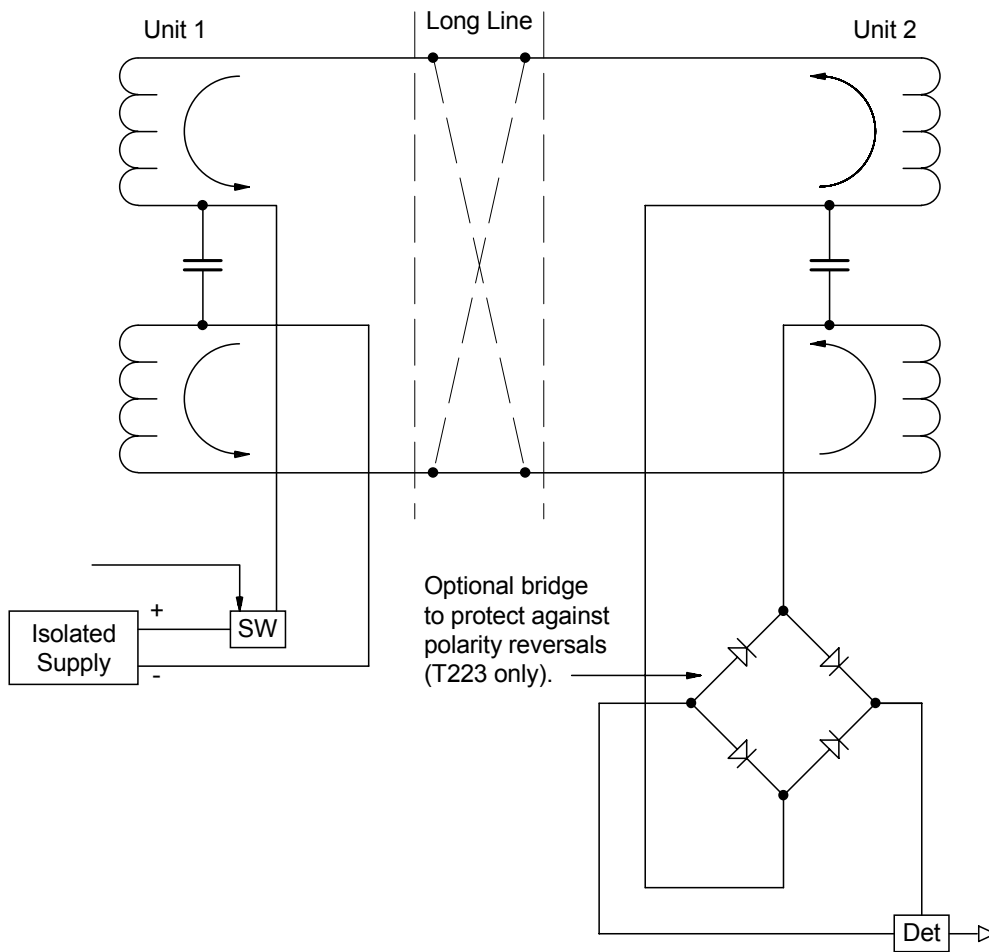 Long Line
Unit 1
Unit 2
Optional bridge
to protect against
polarity reversals
(T223 only).
+
SW
Isolated
Supply
-
Det